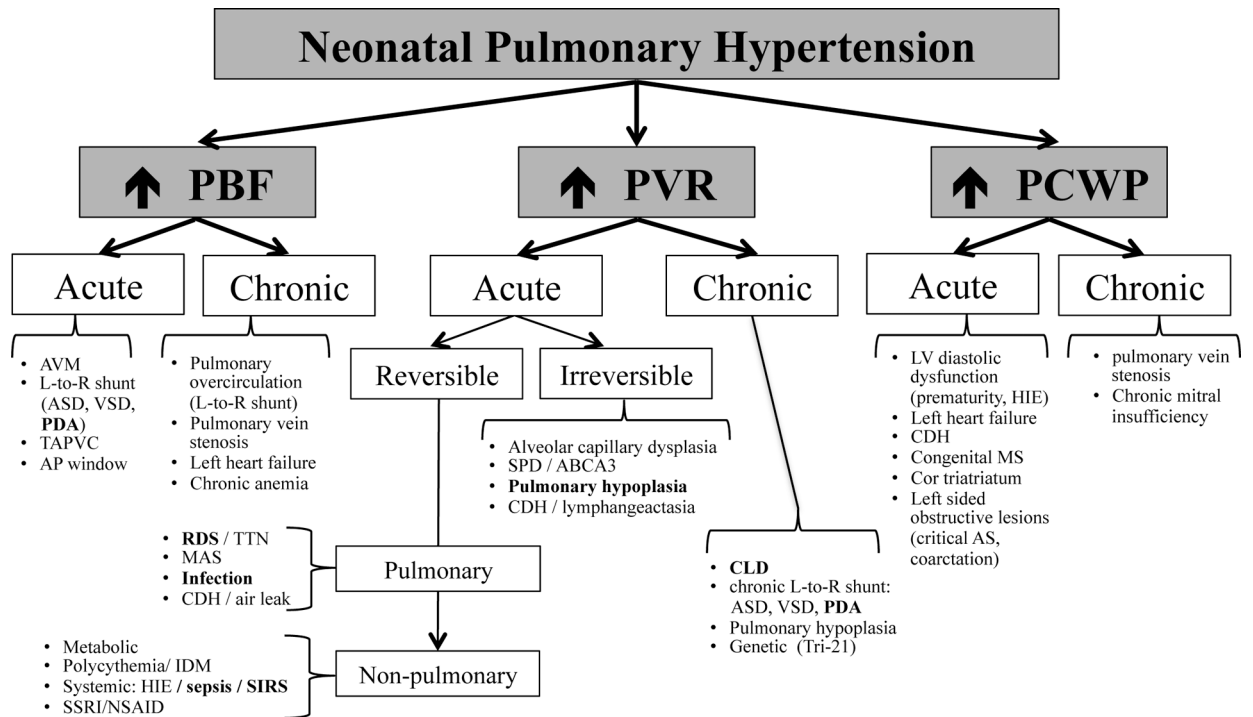 Neonatal Pulmonary Hypertension
PBF
PVR
PCWP
Acute
Chronic
Acute
Chronic
Acute
Chronic
• AVM
• L-to-R shunt
(ASD, VSD,
PDA)
• TAPVC
• AP window
• Pulmonary
overcirculation
(L-to-R shunt)
• Pulmonary vein
stenosis
• Left heart failure
• Chronic anemia
Reversible
Irreversible
• Alveolar capillary dysplasia
• SPD / ABCA3
• Pulmonary hypoplasia
• CDH / lymphangeactasia
• LV diastolic
dysfunction
(prematurity, HIE)
• Left heart failure
• CDH
• Congenital MS
• Cor triatriatum
• Left sided
obstructive lesions
(critical AS,
coarctation)
• pulmonary vein
stenosis
• Chronic mitral
insufficiency
• RDS / TTN
• MAS
• Infection
• CDH / air leak
Pulmonary
• CLD
• chronic L-to-R shunt:
ASD, VSD, PDA
• Pulmonary hypoplasia
• Genetic (Tri-21)
• Metabolic
• Polycythemia/ IDM
• Systemic: HIE / sepsis / SIRS
• SSRI/NSAID
Non-pulmonary